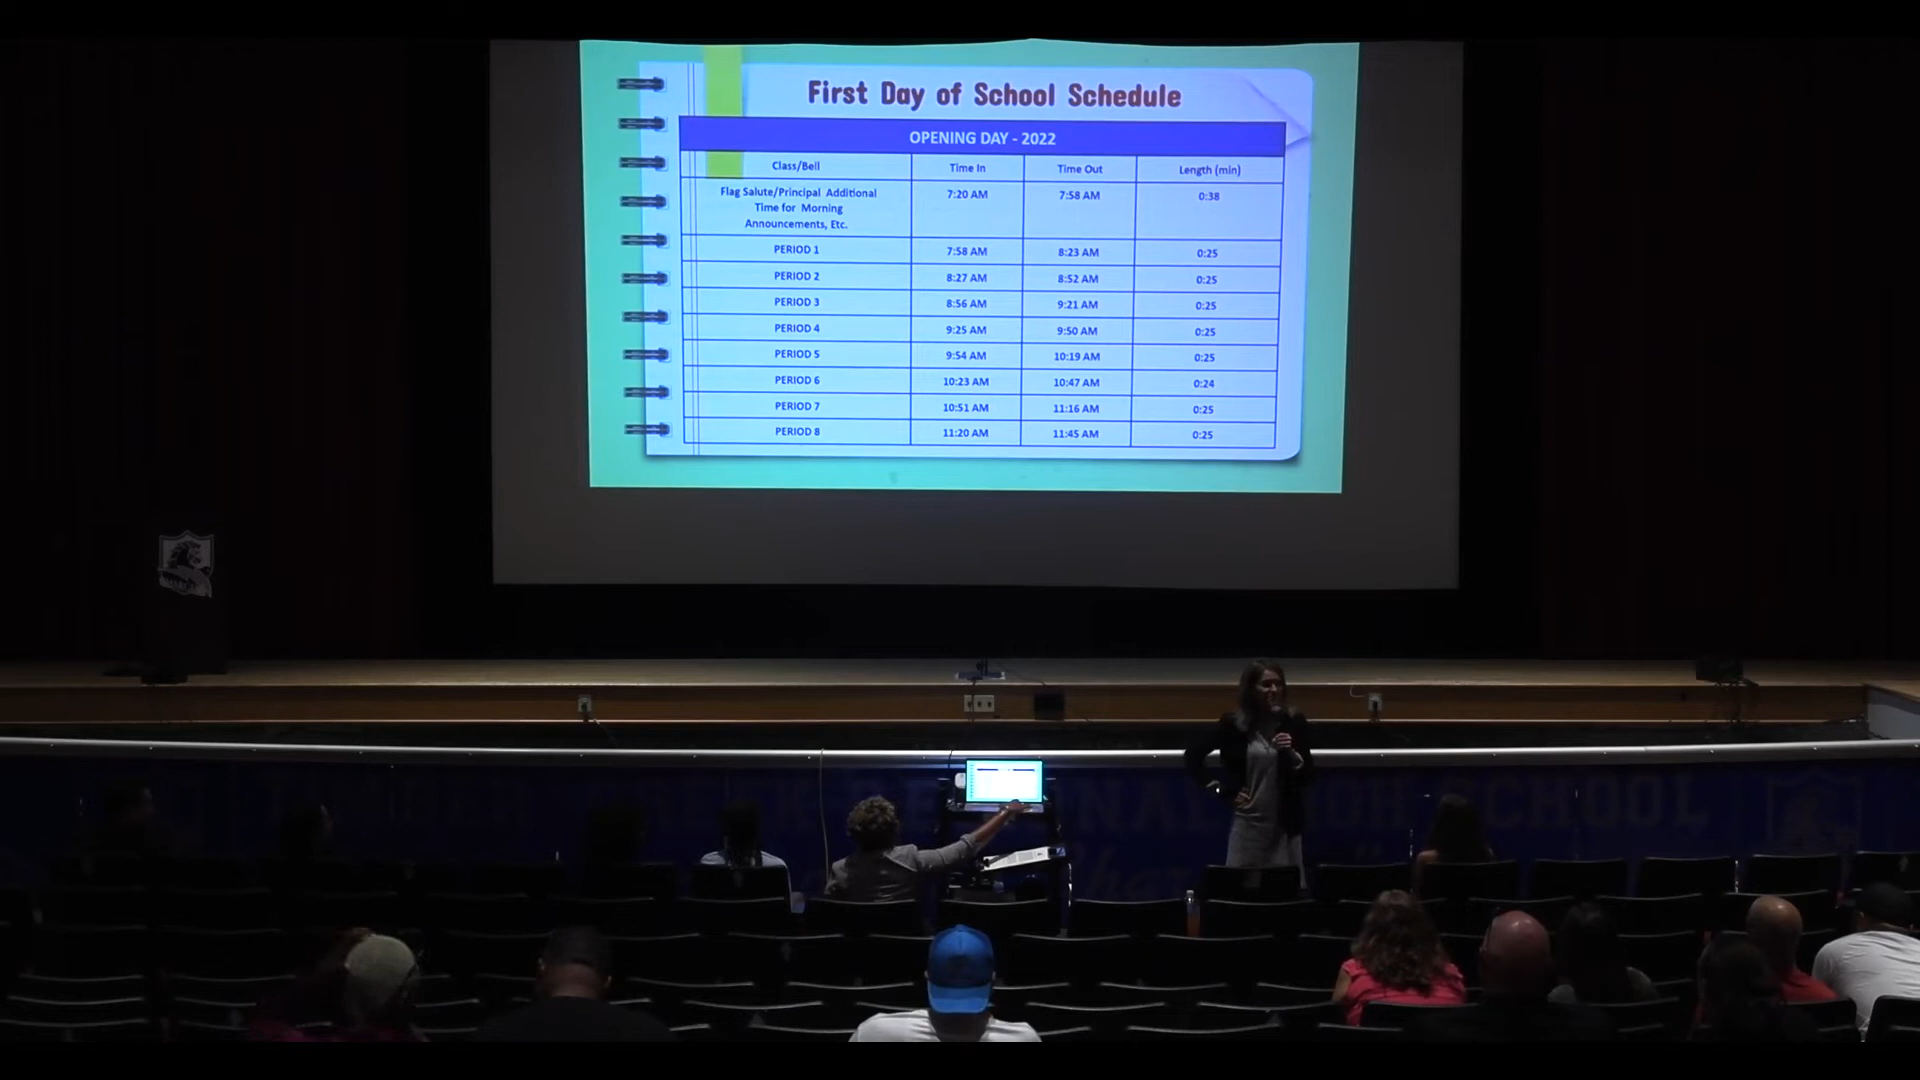 First Day of School Schedule
OPENING DAY - 2022
Class/Bell Time In Time Out Length (min)
Flag Salute/Principal Additional
Time for Morning
Announcements, Etc.
7:20 AM 7:58 AM 0:38
PERIOD 1 7:58 AM 8:23 AM 0:25
PERIOD 2 8:27 AM 8:52 AM 0:25
PERIOD 3 8:56 AM 9:21 AM 0:25
PERIOD 4 9:25 AM 9:50 AM 0:25
PERIOD 5 9:54 AM 10:19 AM 0:25
PERIOD 6 10:23 AM 10:47 AM 0:24
PERIOD 7 10:51 AM 11:16 AM 0:25
PERIOD 8 11:20 AM 11:45 AM 0:25
HIGH SCHOOL